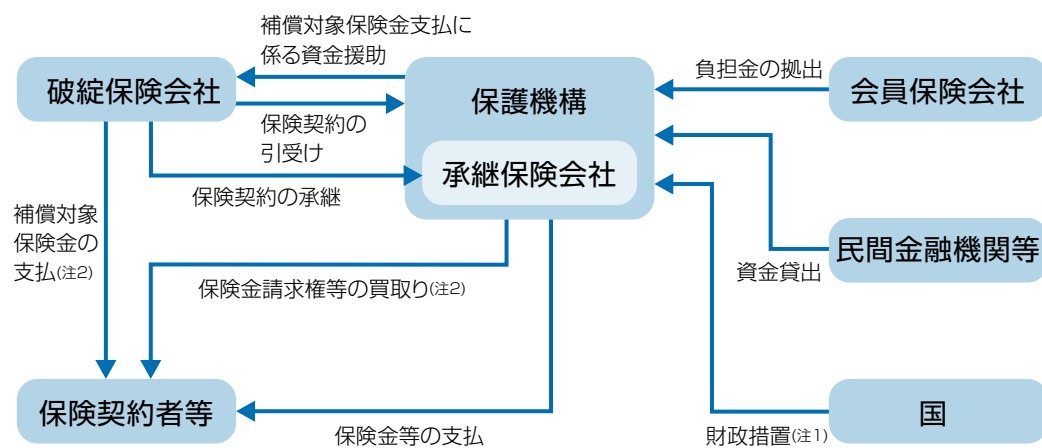 補償対象保険金支払に
係る資金援助
破綻保険会社
保護機構
負担金の拠出
会員保険会社
保険契約の
引受け
承継保険会社
保険契約の承継
補償対象
保険金の
支払(注2)
民間金融機関等
資金貸出
保険金請求権等の買取り(注2)
保険契約者等
保険金等の支払
財政措置(注1)
国